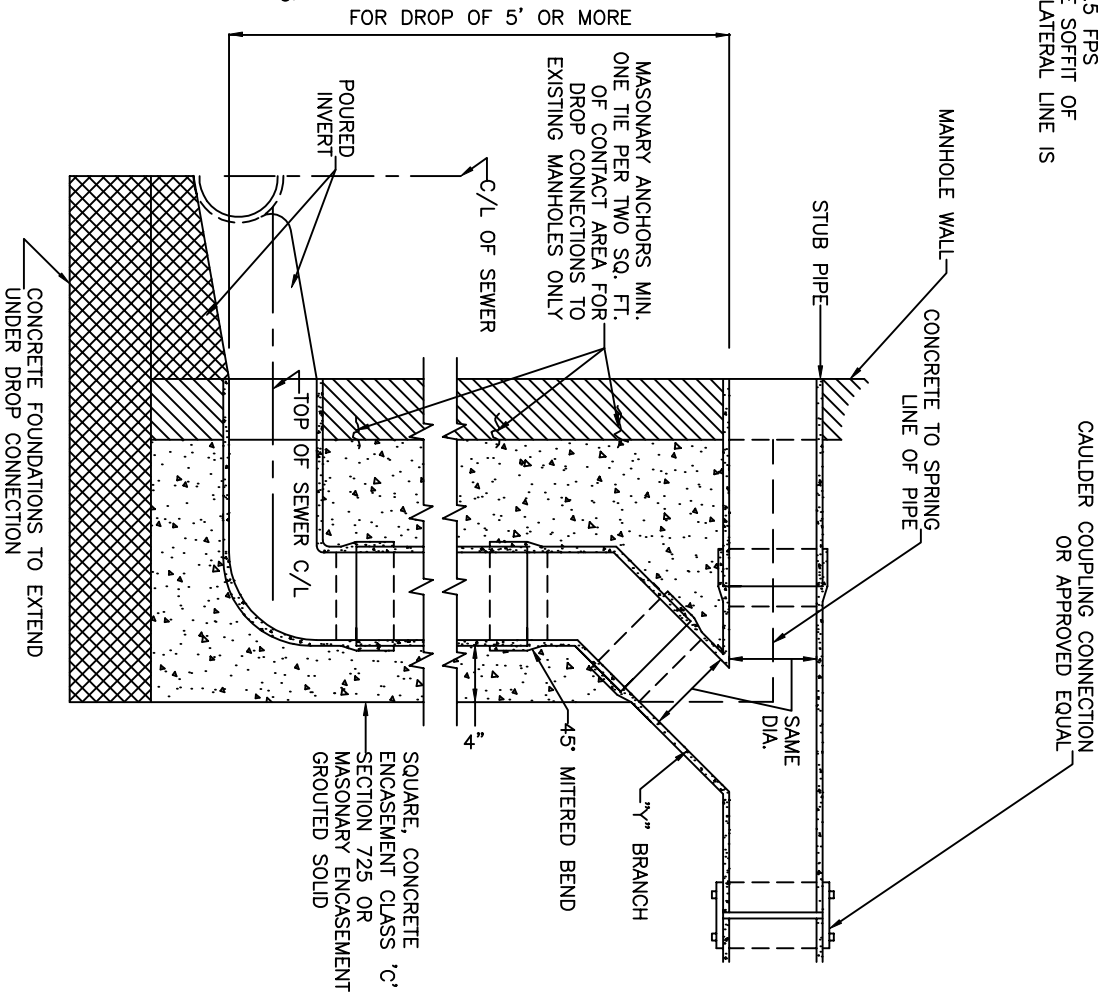 .5 FPS
E SOFFIT OF
LATERAL LINE IS
MANHOLE WALL
STUB PIPE
CONCRETE TO SPRING
LINE OF PIPE
CAULDER COUPLING CONNECTION
OR APPROVED EQUAL
FOR DROP OF 5' OR MORE
MASONARY ANCHORS MIN.
ONE TIE PER TWO SQ. FT.
OF CONTACT AREA FOR
DROP CONNECTIONS TO
EXISTING MANHOLES ONLY
SAME
DIA.
"Y" BRANCH
45° MITERED BEND
4"
C/L OF SEWER
POURED
INVERT
TOP OF SEWER C/L
SQUARE, CONCRETE
ENCASEMENT CLASS 'C'
SECTION 725 OR
MASONARY ENCASEMENT
GROUTED SOLID
CONCRETE FOUNDATIONS TO EXTEND
UNDER DROP CONNECTION